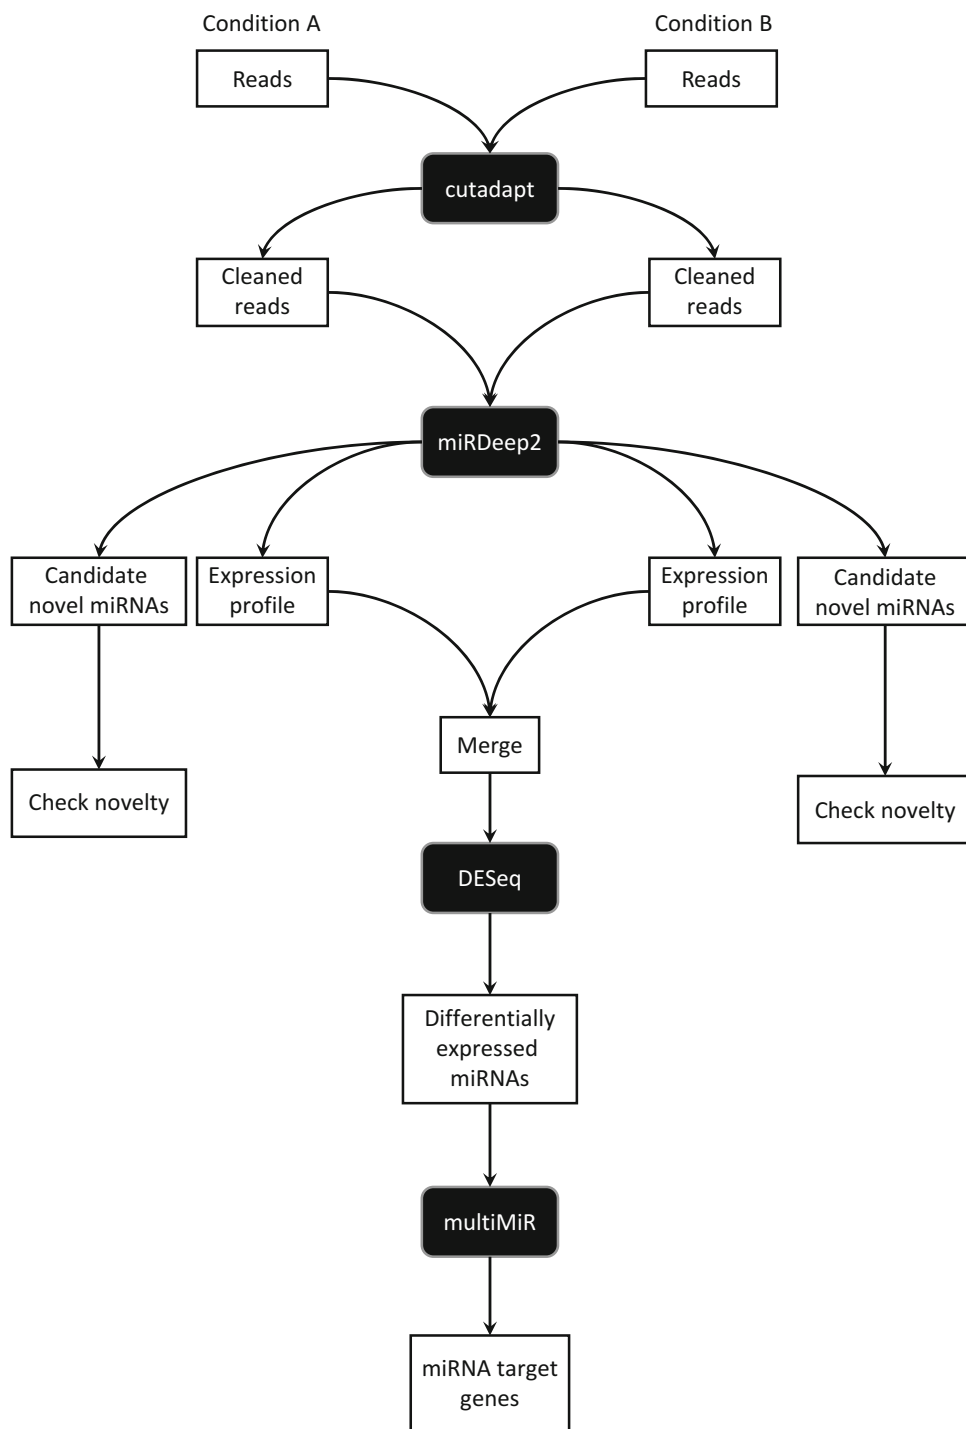 Condition A
Condition B
Reads
Reads
cutadapt
Cleaned
reads
Cleaned
reads
miRDeep2
Candidate
novel miRNAs
Expression
profile
Expression
profile
Candidate
novel miRNAs
Merge
Check novelty
Check novelty
DESeq
Differentially
expressed
miRNAs
multiMiR
miRNA target
genes